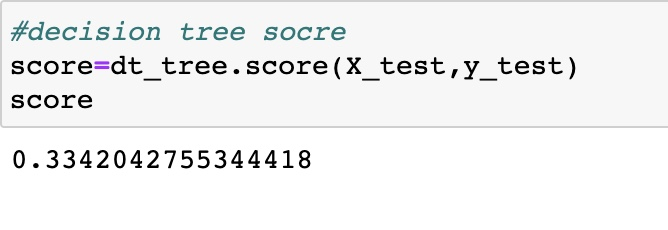 #decision tree socre
score=dt_tree.score(X_test,y_test)
score
0.3342042755344418